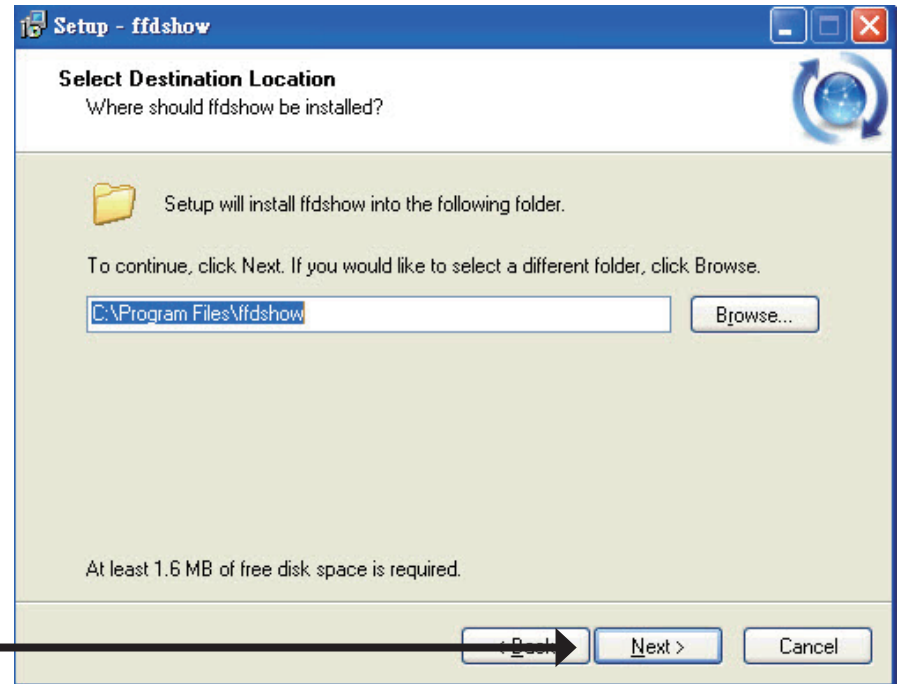 Setup - ffdshow
Select Destination Location
Where should ffdshow be installed?
Setup will install ffdshow into the following folder.
To continue, click Next. If you would like to select a different folder, click Browse.
C:\Program Files\ffdshow
Browse...
At least 1.6 MB of free disk space is required.
< Back Next > Cancel